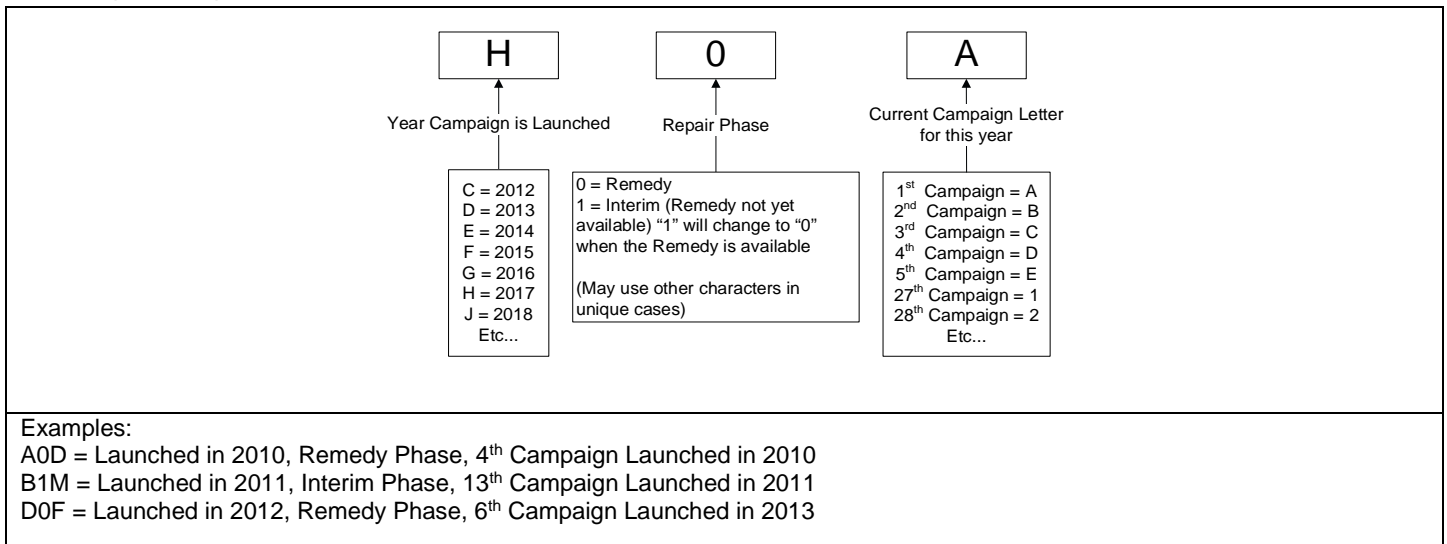 H
0
A
Year Campaign is Launched
Repair Phase
Current Campaign Letter
for this year
C = 2012
D = 2013
E = 2014
F = 2015
G = 2016
H = 2017
J = 2018
Etc...
0 = Remedy
1 = Interim (Remedy not yet
available) “1” will change to “0”
when the Remedy is available
(May use other characters in
unique cases)
1st Campaign = A
2nd Campaign = B
3rd Campaign = C
4th Campaign = D
5th Campaign = E
27th Campaign = 1
28th Campaign = 2
Etc...
Examples:
A0D = Launched in 2010, Remedy Phase, 4th Campaign Launched in 2010
B1M = Launched in 2011, Interim Phase, 13th Campaign Launched in 2011
D0F = Launched in 2012, Remedy Phase, 6th Campaign Launched in 2013